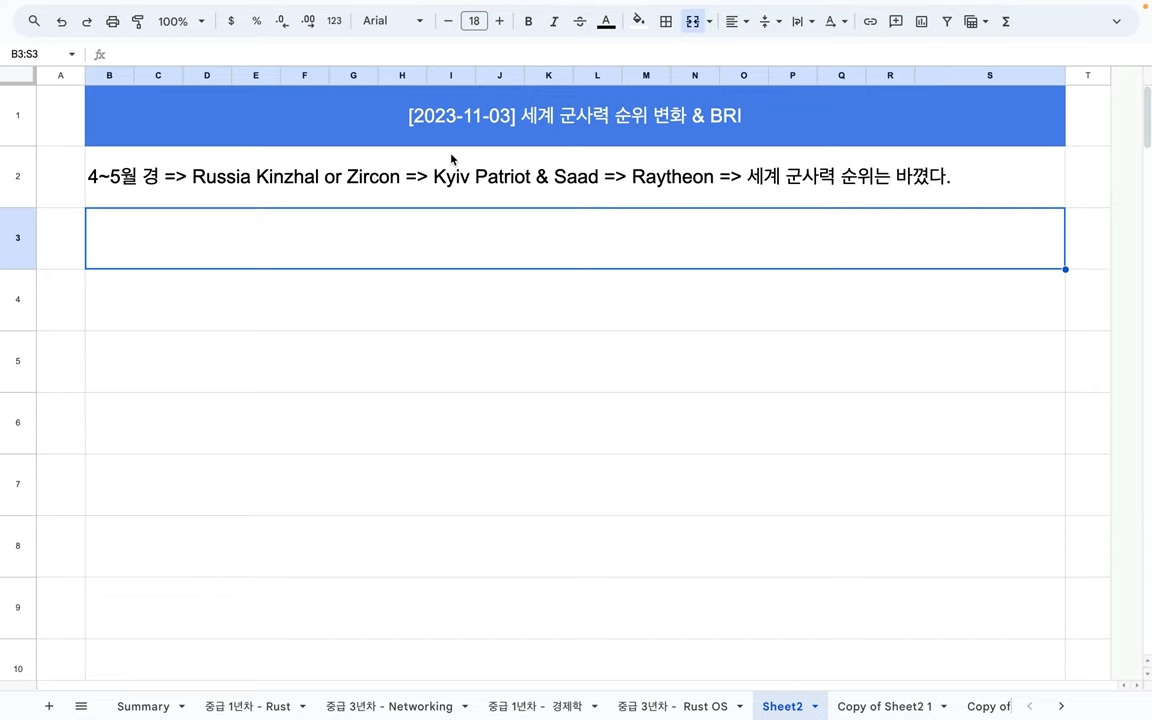 100%
$
%
.0
.00
123
Arial
18
B
I
A
Σ
B3:S3
fx
A B C D E F G H I J K L M N O P Q R S T
1
[2023-11-03] 세계 군사력 순위 변화 & BRI
2
4~5월 경 => Russia Kinzhal or Zircon => Kyiv Patriot & Saad => Raytheon => 세계 군사력 순위는 바꼈다.
3
4
5
6
7
8
9
10
Summary 중급 1년차 - Rust 중급 3년차 - Networking 중급 1년차 - 경제학 중급 3년차 - Rust OS Sheet2 Copy of Sheet2 1 Copy of